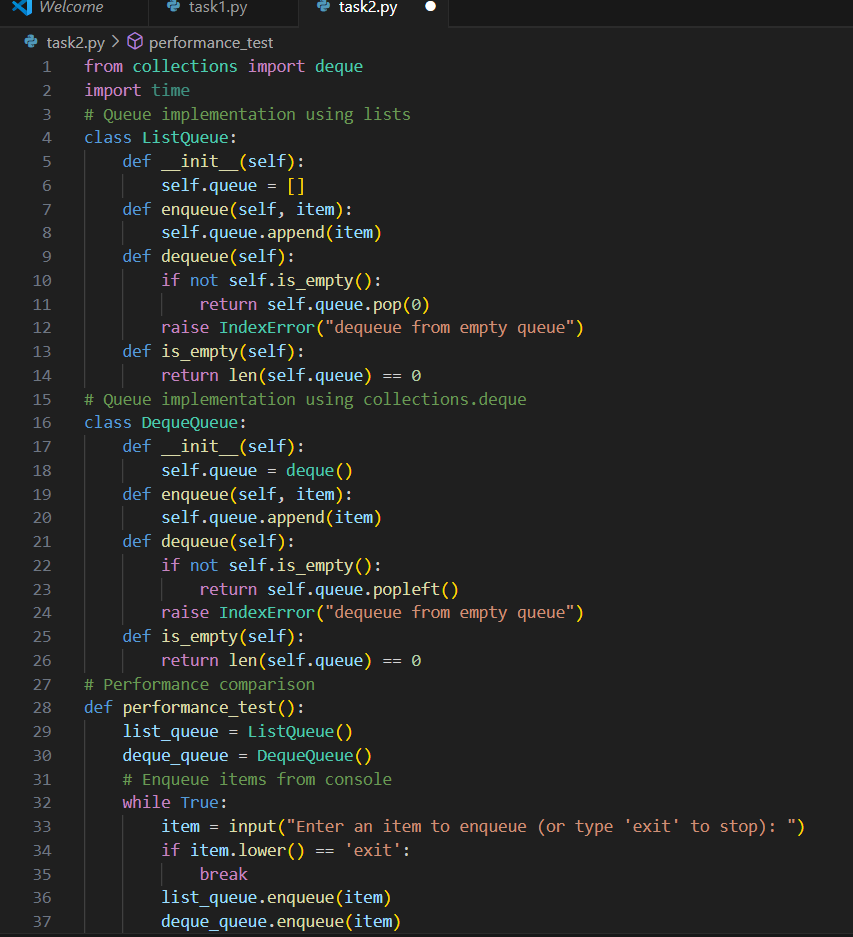 Welcome task1.py task2.py
task2.py > performance_test
1 from collections import deque
2 import time
3 # Queue implementation using lists
4 class ListQueue:
5     def __init__(self):
6         self.queue = []
7     def enqueue(self, item):
8         self.queue.append(item)
9     def dequeue(self):
10         if not self.is_empty():
11             return self.queue.pop(0)
12         raise IndexError("dequeue from empty queue")
13     def is_empty(self):
14         return len(self.queue) == 0
15 # Queue implementation using collections.deque
16 class DequeQueue:
17     def __init__(self):
18         self.queue = deque()
19     def enqueue(self, item):
20         self.queue.append(item)
21     def dequeue(self):
22         if not self.is_empty():
23             return self.queue.popleft()
24         raise IndexError("dequeue from empty queue")
25     def is_empty(self):
26         return len(self.queue) == 0
27 # Performance comparison
28 def performance_test():
29     list_queue = ListQueue()
30     deque_queue = DequeQueue()
31     # Enqueue items from console
32     while True:
33         item = input("Enter an item to enqueue (or type 'exit' to stop): ")
34         if item.lower() == 'exit':
35             break
36         list_queue.enqueue(item)
37         deque_queue.enqueue(item)